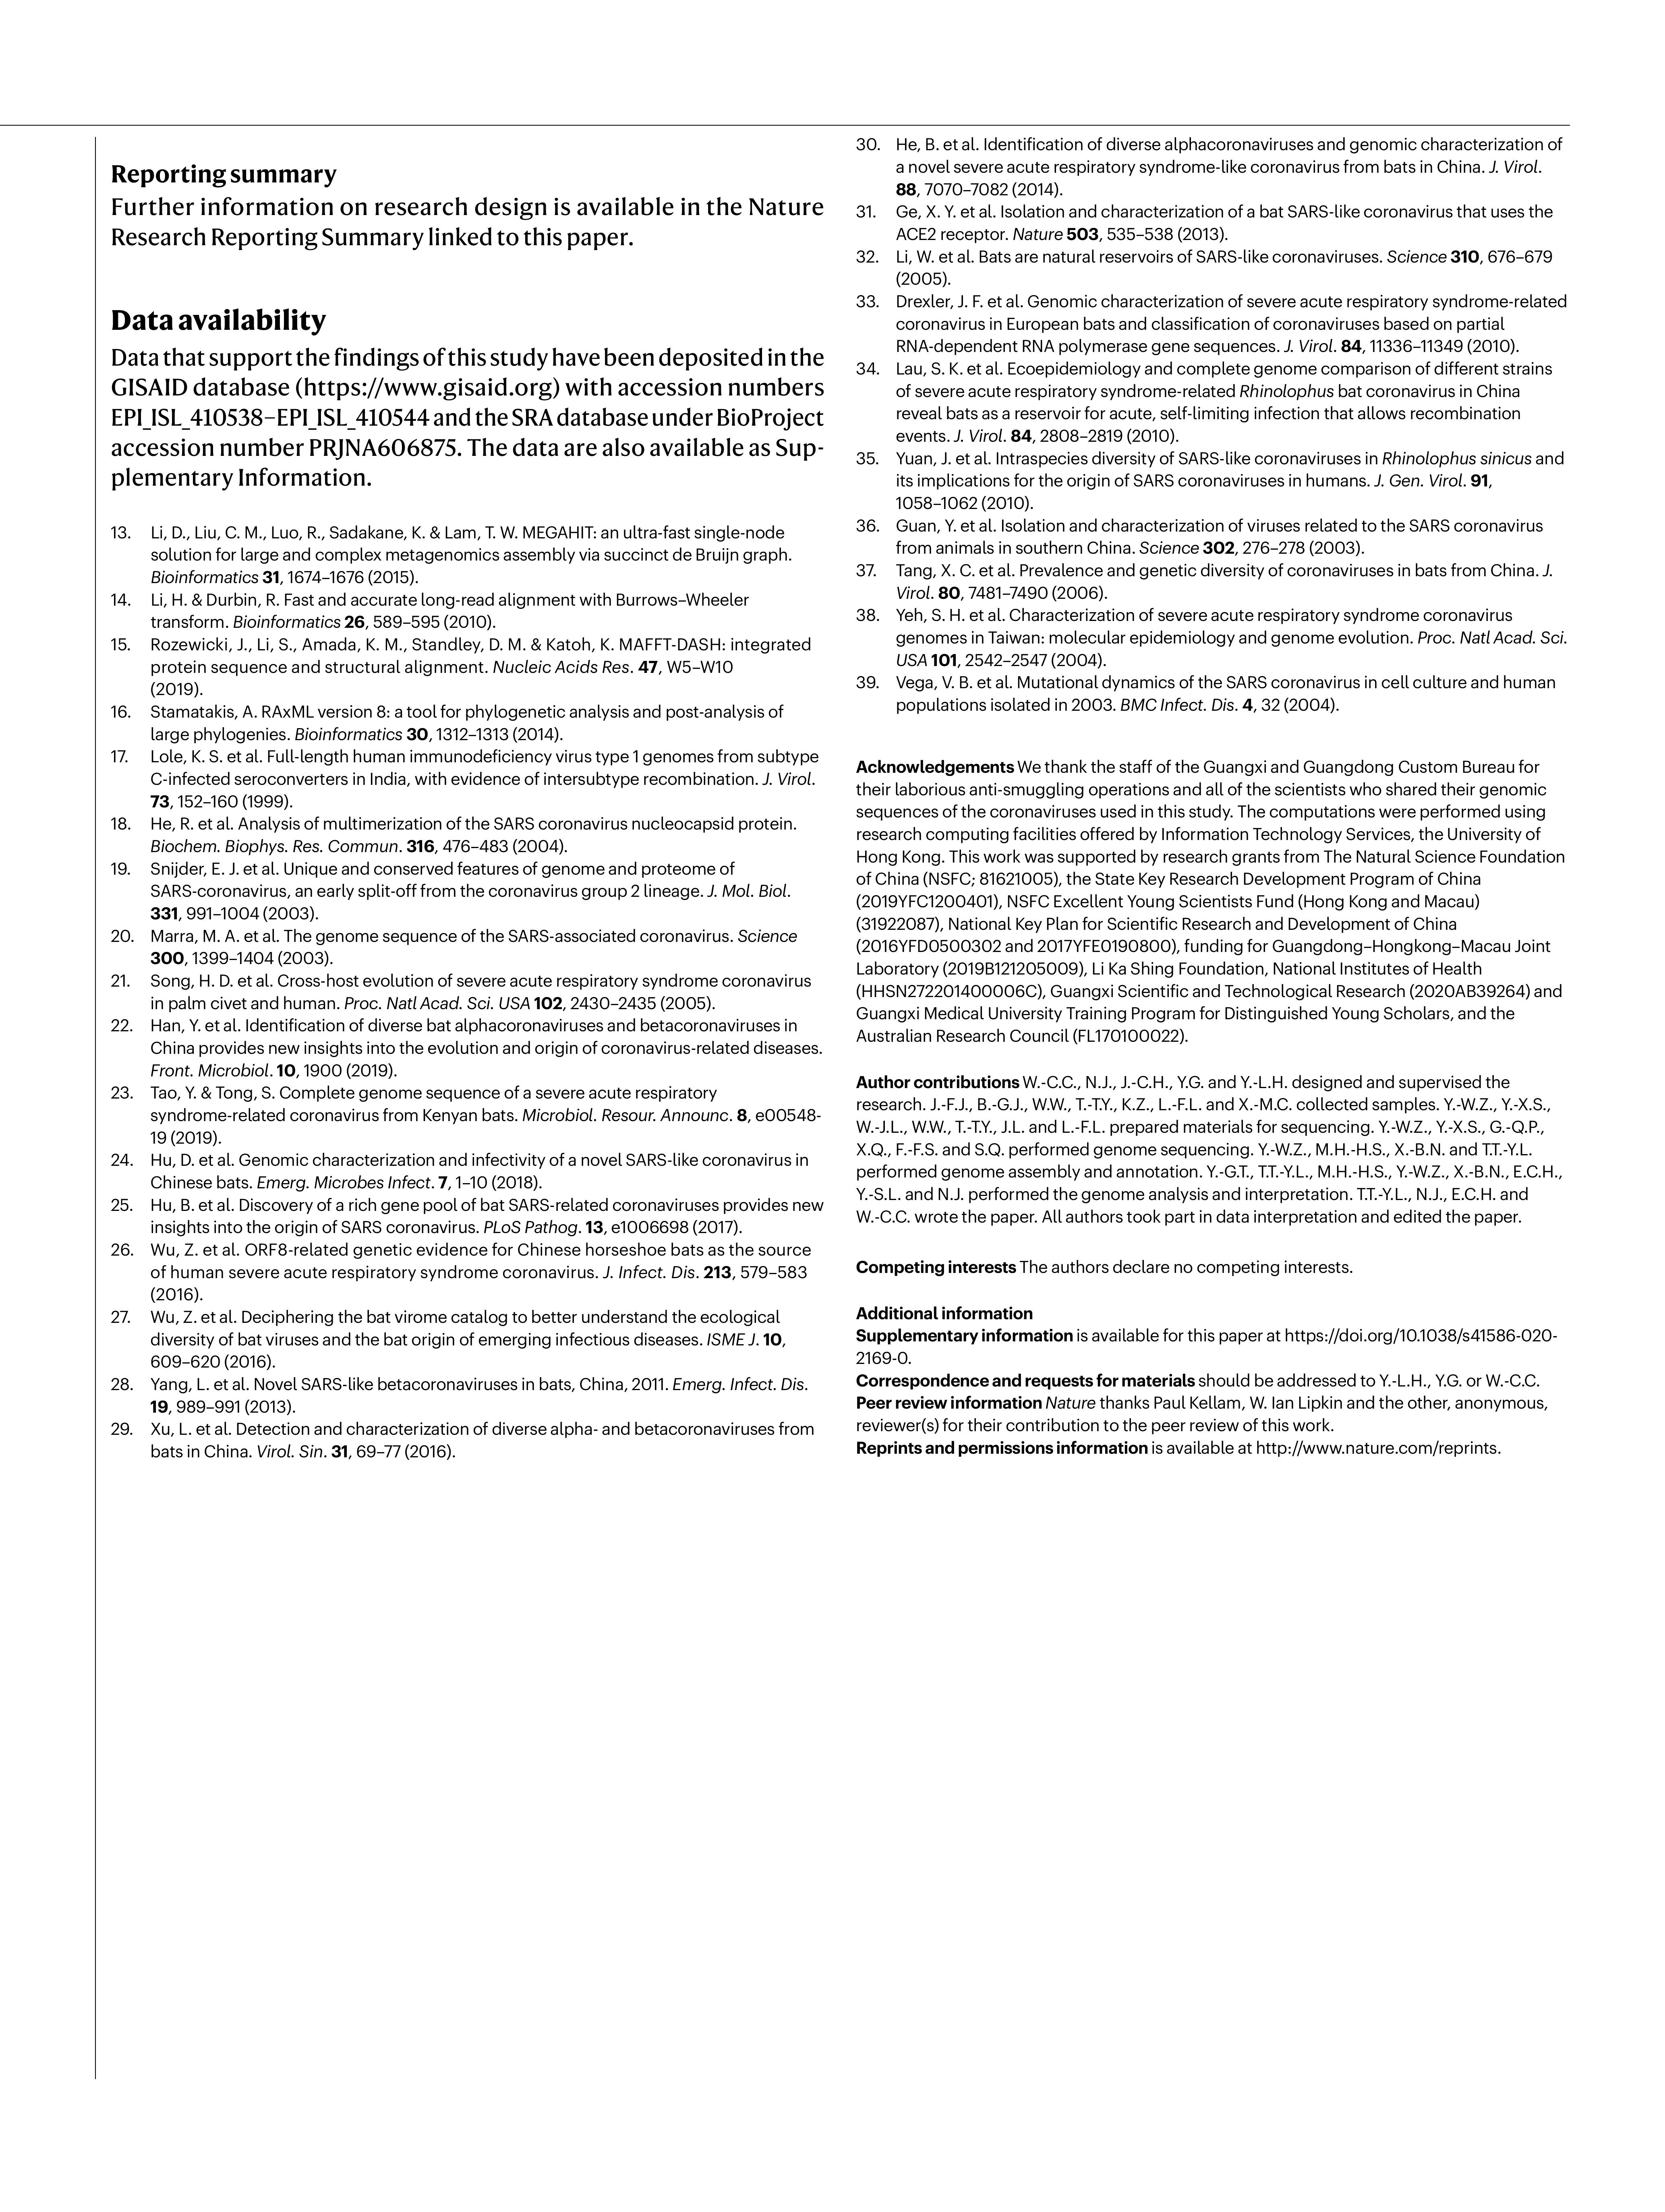 Reporting summary
Further information on research design is available in the Nature
Research Reporting Summary linked to this paper.
Data availability
Data that support the findings of this study have been deposited in the
GISAID database (https://www.gisaid.org) with accession numbers
EPI_ISL_410538–EPI_ISL_410544 and the SRA database under BioProject
accession number PRJNA606875. The data are also available as Sup-
plementary Information.
13. Li, D., Liu, C. M., Luo, R., Sadakane, K. & Lam, T. W. MEGAHIT: an ultra-fast single-node
solution for large and complex metagenomics assembly via succinct de Bruijn graph.
Bioinformatics 31, 1674–1676 (2015).
14. Li, H. & Durbin, R. Fast and accurate long-read alignment with Burrows–Wheeler
transform. Bioinformatics 26, 589–595 (2010).
15. Rozewicki, J., Li, S., Amada, K. M., Standley, D. M. & Katoh, K. MAFFT-DASH: integrated
protein sequence and structural alignment. Nucleic Acids Res. 47, W5–W10
(2019).
16. Stamatakis, A. RAxML version 8: a tool for phylogenetic analysis and post-analysis of
large phylogenies. Bioinformatics 30, 1312–1313 (2014).
17. Lole, K. S. et al. Full-length human immunodeficiency virus type 1 genomes from subtype
C-infected seroconverters in India, with evidence of intersubtype recombination. J. Virol.
73, 152–160 (1999).
18. He, R. et al. Analysis of multimerization of the SARS coronavirus nucleocapsid protein.
Biochem. Biophys. Res. Commun. 316, 476–483 (2004).
19. Snijder, E. J. et al. Unique and conserved features of genome and proteome of
SARS-coronavirus, an early split-off from the coronavirus group 2 lineage. J. Mol. Biol.
331, 991–1004 (2003).
20. Marra, M. A. et al. The genome sequence of the SARS-associated coronavirus. Science
300, 1399–1404 (2003).
21. Song, H. D. et al. Cross-host evolution of severe acute respiratory syndrome coronavirus
in palm civet and human. Proc. Natl Acad. Sci. USA 102, 2430–2435 (2005).
22. Han, Y. et al. Identification of diverse bat alphacoronaviruses and betacoronaviruses in
China provides new insights into the evolution and origin of coronavirus-related diseases.
Front. Microbiol. 10, 1900 (2019).
23. Tao, Y. & Tong, S. Complete genome sequence of a severe acute respiratory
syndrome-related coronavirus from Kenyan bats. Microbiol. Resour. Announc. 8, e00548-
19 (2019).
24. Hu, D. et al. Genomic characterization and infectivity of a novel SARS-like coronavirus in
Chinese bats. Emerg. Microbes Infect. 7, 1–10 (2018).
25. Hu, B. et al. Discovery of a rich gene pool of bat SARS-related coronaviruses provides new
insights into the origin of SARS coronavirus. PLoS Pathog. 13, e1006698 (2017).
26. Wu, Z. et al. ORF8-related genetic evidence for Chinese horseshoe bats as the source
of human severe acute respiratory syndrome coronavirus. J. Infect. Dis. 213, 579–583
(2016).
27. Wu, Z. et al. Deciphering the bat virome catalog to better understand the ecological
diversity of bat viruses and the bat origin of emerging infectious diseases. ISME J. 10,
609–620 (2016).
28. Yang, L. et al. Novel SARS-like betacoronaviruses in bats, China, 2011. Emerg. Infect. Dis.
19, 989–991 (2013).
29. Xu, L. et al. Detection and characterization of diverse alpha- and betacoronaviruses from
bats in China. Virol. Sin. 31, 69–77 (2016).
30. He, B. et al. Identification of diverse alphacoronaviruses and genomic characterization of
a novel severe acute respiratory syndrome-like coronavirus from bats in China. J. Virol.
88, 7070–7082 (2014).
31. Ge, X. Y. et al. Isolation and characterization of a bat SARS-like coronavirus that uses the
ACE2 receptor. Nature 503, 535–538 (2013).
32. Li, W. et al. Bats are natural reservoirs of SARS-like coronaviruses. Science 310, 676–679
(2005).
33. Drexler, J. F. et al. Genomic characterization of severe acute respiratory syndrome-related
coronavirus in European bats and classification of coronaviruses based on partial
RNA-dependent RNA polymerase gene sequences. J. Virol. 84, 11336–11349 (2010).
34. Lau, S. K. et al. Ecoepidemiology and complete genome comparison of different strains
of severe acute respiratory syndrome-related Rhinolophus bat coronavirus in China
reveal bats as a reservoir for acute, self-limiting infection that allows recombination
events. J. Virol. 84, 2808–2819 (2010).
35. Yuan, J. et al. Intraspecies diversity of SARS-like coronaviruses in Rhinolophus sinicus and
its implications for the origin of SARS coronaviruses in humans. J. Gen. Virol. 91,
1058–1062 (2010).
36. Guan, Y. et al. Isolation and characterization of viruses related to the SARS coronavirus
from animals in southern China. Science 302, 276–278 (2003).
37. Tang, X. C. et al. Prevalence and genetic diversity of coronaviruses in bats from China. J.
Virol. 80, 7481–7490 (2006).
38. Yeh, S. H. et al. Characterization of severe acute respiratory syndrome coronavirus
genomes in Taiwan: molecular epidemiology and genome evolution. Proc. Natl Acad. Sci.
USA 101, 2542–2547 (2004).
39. Vega, V. B. et al. Mutational dynamics of the SARS coronavirus in cell culture and human
populations isolated in 2003. BMC Infect. Dis. 4, 32 (2004).
Acknowledgements We thank the staff of the Guangxi and Guangdong Custom Bureau for
their laborious anti-smuggling operations and all of the scientists who shared their genomic
sequences of the coronaviruses used in this study. The computations were performed using
research computing facilities offered by Information Technology Services, the University of
Hong Kong. This work was supported by research grants from The Natural Science Foundation
of China (NSFC; 81621005), the State Key Research Development Program of China
(2019YFC1200401), NSFC Excellent Young Scientists Fund (Hong Kong and Macau)
(31922087), National Key Plan for Scientific Research and Development of China
(2016YFD0500302 and 2017YFE0190800), funding for Guangdong–Hongkong–Macau Joint
Laboratory (2019B121205009), Li Ka Shing Foundation, National Institutes of Health
(HHSN272201400006C), Guangxi Scientific and Technological Research (2020AB39264) and
Guangxi Medical University Training Program for Distinguished Young Scholars, and the
Australian Research Council (FL170100022).
Author contributions W.-C.C., N.J., J.-C.H., Y.G. and Y.-L.H. designed and supervised the
research. J.-F.J., B.-G.J., W.W., T.-T.Y., K.Z., L.-F.L. and X.-M.C. collected samples. Y.-W.Z., Y.-X.S.,
W.-J.L., W.W., T.-T.Y., J.L. and L.-F.L. prepared materials for sequencing. Y.-W.Z., Y.-X.S., G.-Q.P.,
X.Q., F.-F.S. and S.Q. performed genome sequencing. Y.-W.Z., M.H.-H.S., X.-B.N. and T.T.-Y.L.
performed genome assembly and annotation. Y.-G.T., T.T.-Y.L., M.H.-H.S., Y.-W.Z., X.-B.N., E.C.H.,
Y.-S.L. and N.J. performed the genome analysis and interpretation. T.T.-Y.L., N.J., E.C.H. and
W.-C.C. wrote the paper. All authors took part in data interpretation and edited the paper.
Competing interests The authors declare no competing interests.
Additional information
Supplementary information is available for this paper at https://doi.org/10.1038/s41586-020-
2169-0.
Correspondence and requests for materials should be addressed to Y.-L.H., Y.G. or W.-C.C.
Peer review information Nature thanks Paul Kellam, W. Ian Lipkin and the other, anonymous,
reviewer(s) for their contribution to the peer review of this work.
Reprints and permissions information is available at http://www.nature.com/reprints.